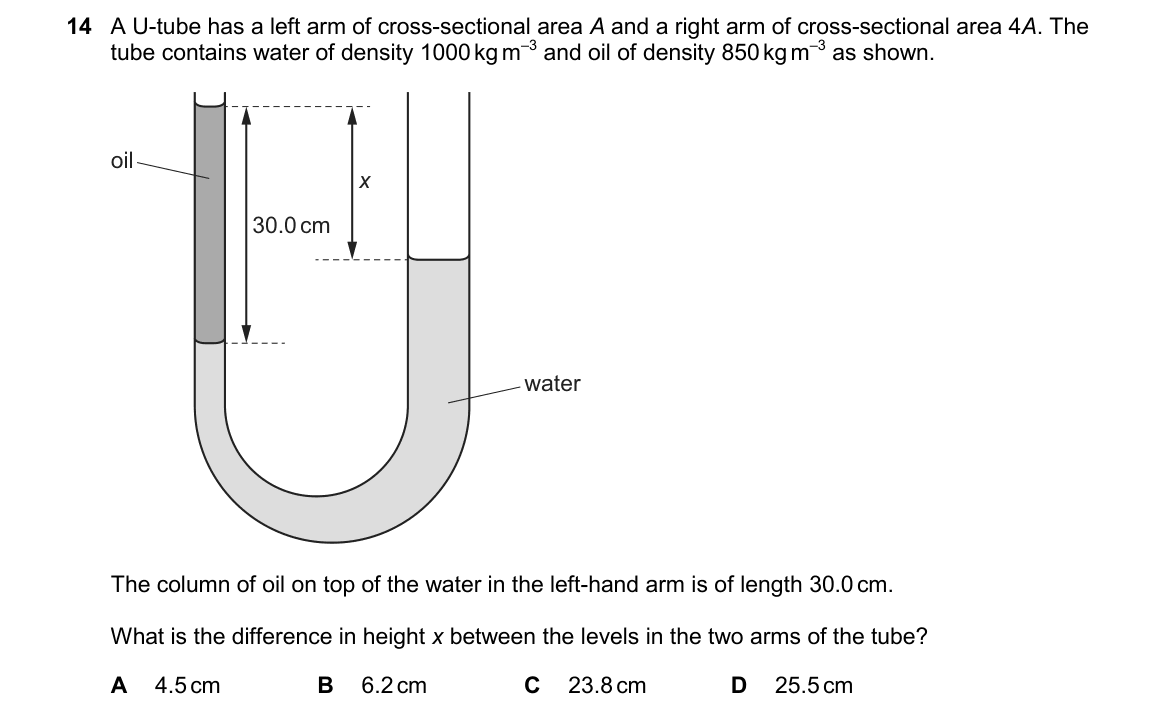 14 A U-tube has a left arm of cross-sectional area A and a right arm of cross-sectional area 4A. The
tube contains water of density 1000 kg m⁻³ and oil of density 850 kg m⁻³ as shown.
oil
x
30.0 cm
water
The column of oil on top of the water in the left-hand arm is of length 30.0 cm.
What is the difference in height x between the levels in the two arms of the tube?
A 4.5 cm B 6.2 cm C 23.8 cm D 25.5 cm